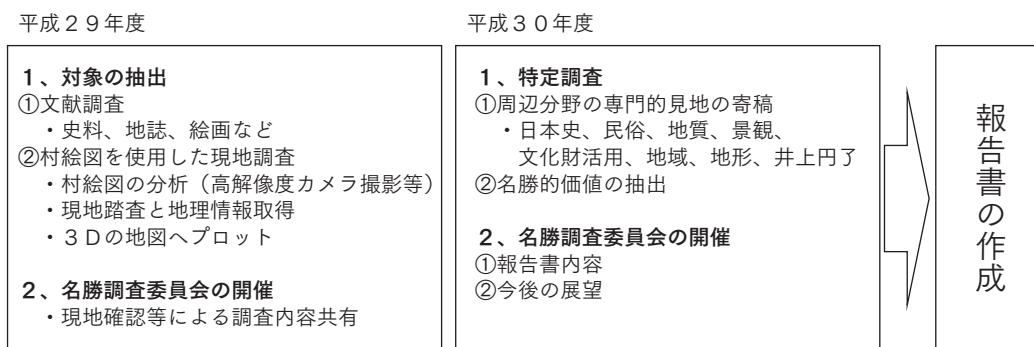 平成２９年度
１、対象の抽出
①文献調査
・史料、地誌、絵画など
②村絵図を使用した現地調査
・村絵図の分析（高解像度カメラ撮影等）
・現地踏査と地理情報取得
・３Ｄの地図へプロット
２、名勝調査委員会の開催
・現地確認等による調査内容共有
平成３０年度
１、特定調査
①周辺分野の専門的見地の寄稿
・日本史、民俗、地質、景観、
文化財活用、地域、地形、井上円了
②名勝的価値の抽出
２、名勝調査委員会の開催
①報告書内容
②今後の展望
報告書の作成